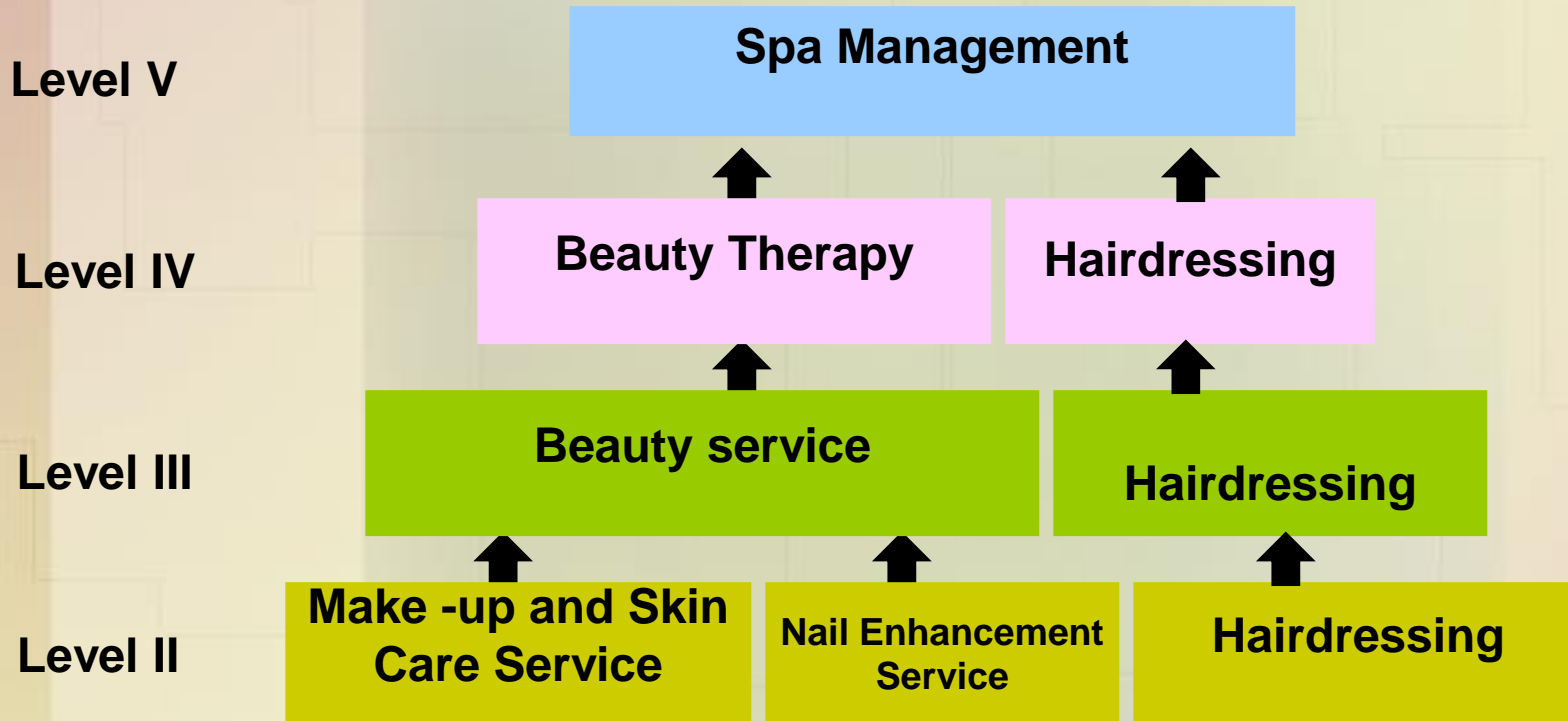 Level V
Spa Management
Level IV
Beauty Therapy
Hairdressing
Level III
Beauty service
Hairdressing
Level II
Make -up and Skin
Care Service
Nail Enhancement
Service
Hairdressing